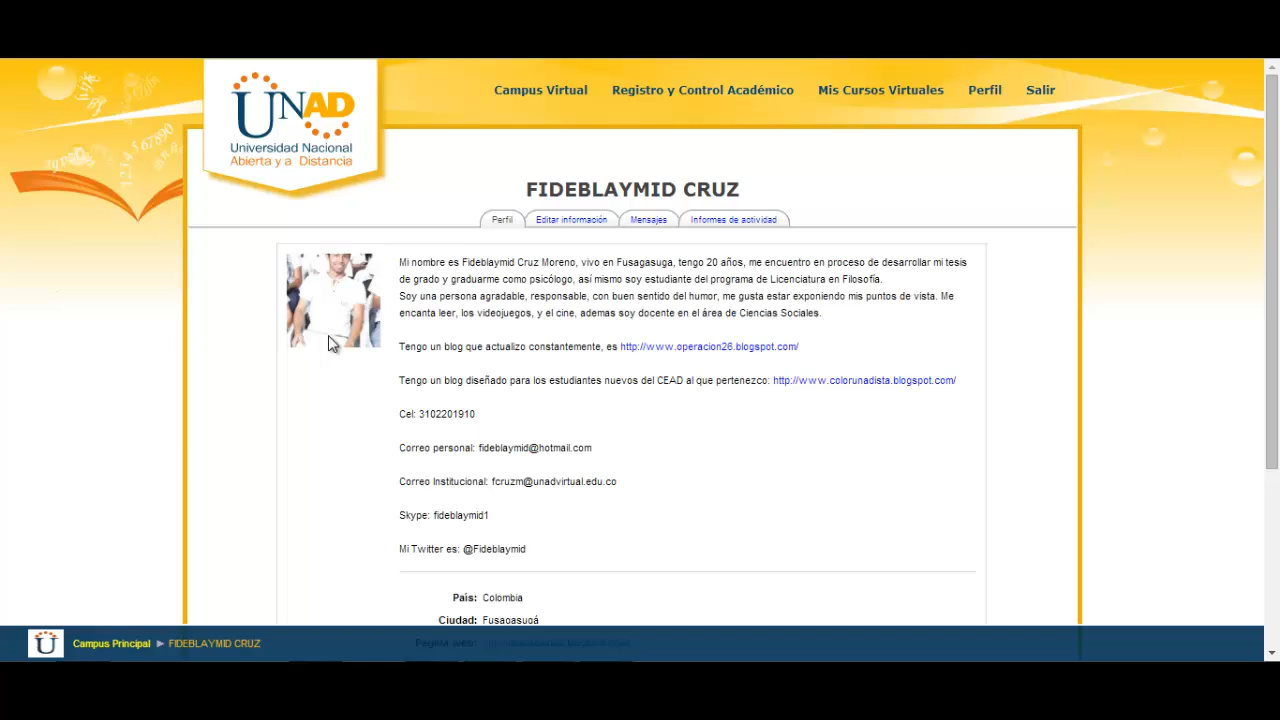 UNAD
Universidad Nacional
Abierta y a Distancia
Campus Virtual Registro y Control Académico Mis Cursos Virtuales Perfil Salir
FIDEBLAYMID CRUZ
Perfil Editar información Mensajes Informes de actividad
Mi nombre es Fideblaymid Cruz Moreno, vivo en Fusagasuga, tengo 20 años, me encuentro en proceso de desarrollar mi tesis
de grado y graduarme como psicólogo, así mismo soy estudiante del programa de Licenciatura en Filosofía.
Soy una persona agradable, responsable, con buen sentido del humor, me gusta estar exponiendo mis puntos de vista. Me
encanta leer, los videojuegos, y el cine, ademas soy docente en el área de Ciencias Sociales.
Tengo un blog que actualizo constantemente, es http://www.operacion26.blogspot.com/
Tengo un blog diseñado para los estudiantes nuevos del CEAD al que pertenezco: http://www.colorunadista.blogspot.com/
Cel: 3102201910
Correo personal: fideblaymid@hotmail.com
Correo Institucional: fcruzm@unadvirtual.edu.co
Skype: fideblaymid1
Mi Twitter es: @Fideblaymid
País: Colombia
Ciudad: Fusagasugá
Página web:
Campus Principal ► FIDEBLAYMID CRUZ